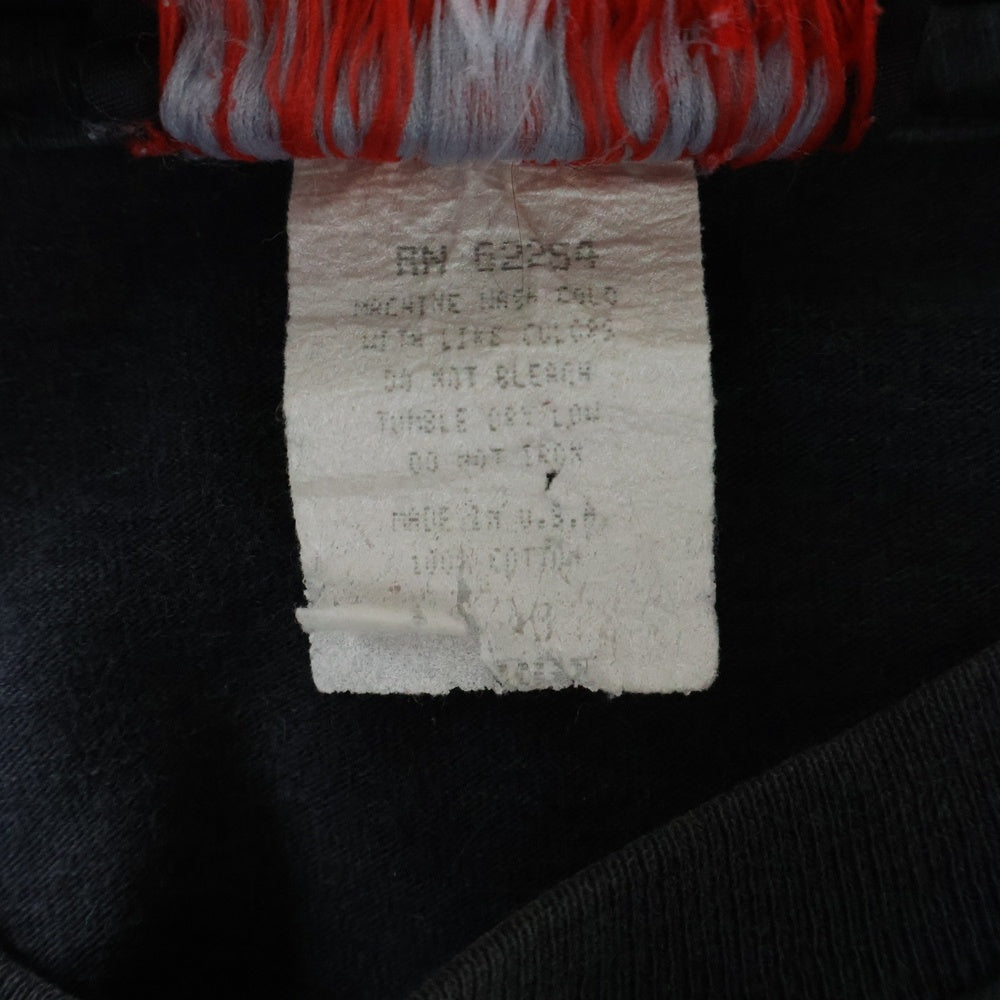 RN 62294
MACHINE WASH COLD
WITH LIKE COLORS
DO NOT BLEACH
TUMBLE DRY LOW
DO NOT IRON
MADE IN U.S.A
100% COTTON